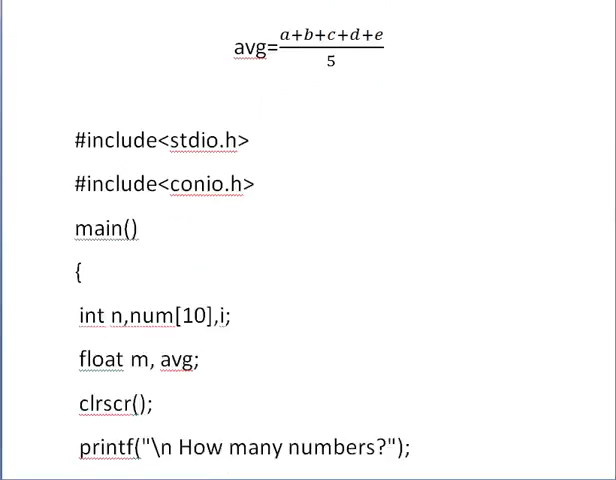 avg=a+b+c+d+e/5
#include<stdio.h>
#include<conio.h>
main()
{
int n,num[10],i;
float m, avg;
clrscr();
printf("\n How many numbers?");